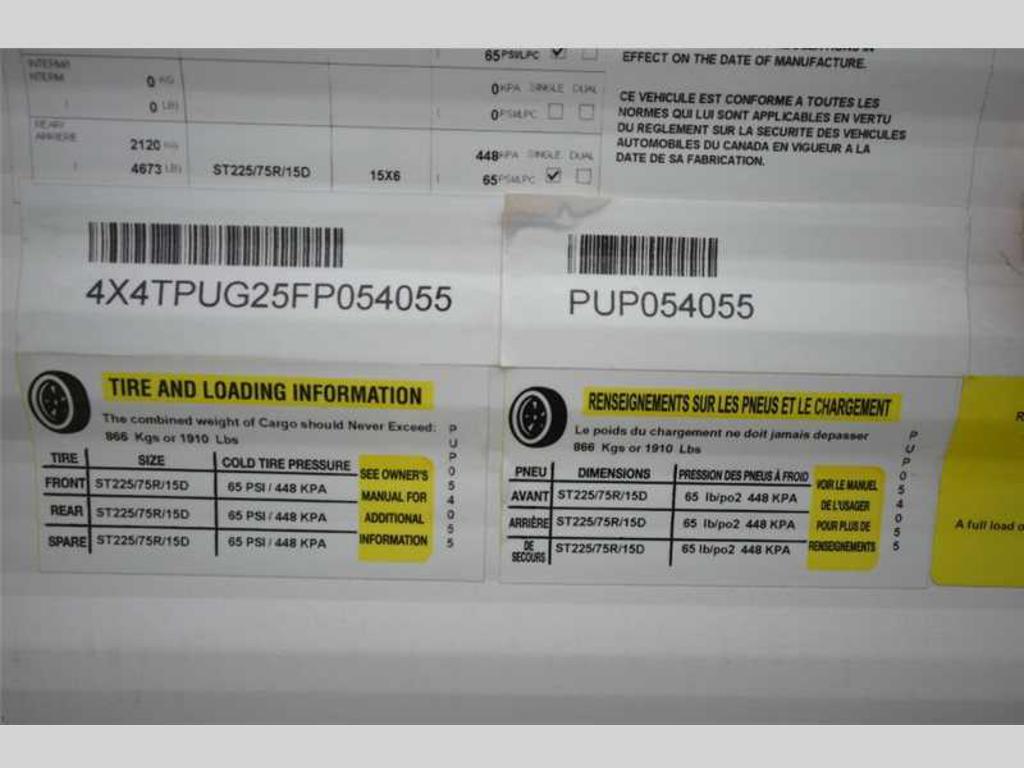 65 PSI/LPC
EFFECT ON THE DATE OF MANUFACTURE.
INTERM
0 KG 0 KPA SINGLE DUAL
0 LB 0 PSI/LPC
CE VEHICULE EST CONFORME A TOUTES LES
NORMES QUI LUI SONT APPLICABLES EN VERTU
DU REGLEMENT SUR LA SECURITE DES VEHICULES
AUTOMOBILES DU CANADA EN VIGUEUR A LA
DATE DE SA FABRICATION.
REAR/
ARRIERE
2120 KG 448 KPA SINGLE DUAL
4673 LB ST225/75R/15D 15X6 65 PSI/LPC
4X4TPUG25FP054055
PUP054055
TIRE AND LOADING INFORMATION
The combined weight of Cargo should Never Exceed:
866 Kgs or 1910 Lbs
TIRE SIZE COLD TIRE PRESSURE
FRONT ST225/75R/15D 65 PSI / 448 KPA
REAR ST225/75R/15D 65 PSI / 448 KPA
SPARE ST225/75R/15D 65 PSI / 448 KPA
SEE OWNER'S
MANUAL FOR
ADDITIONAL
INFORMATION
PUP054055
RENSEIGNEMENTS SUR LES PNEUS ET LE CHARGEMENT
Le poids du chargement ne doit jamais depasser
866 Kgs or 1910 Lbs
PNEU DIMENSIONS PRESSION DES PNEUS À FROID
AVANT ST225/75R/15D 65 lb/po2 448 KPA
ARRIÈRE ST225/75R/15D 65 lb/po2 448 KPA
DE
SECOURS ST225/75R/15D 65 lb/po2 448 KPA
VOIR LE MANUEL
DE L'USAGER
POUR PLUS DE
RENSEIGNEMENTS
PUP054055
R
A full load o